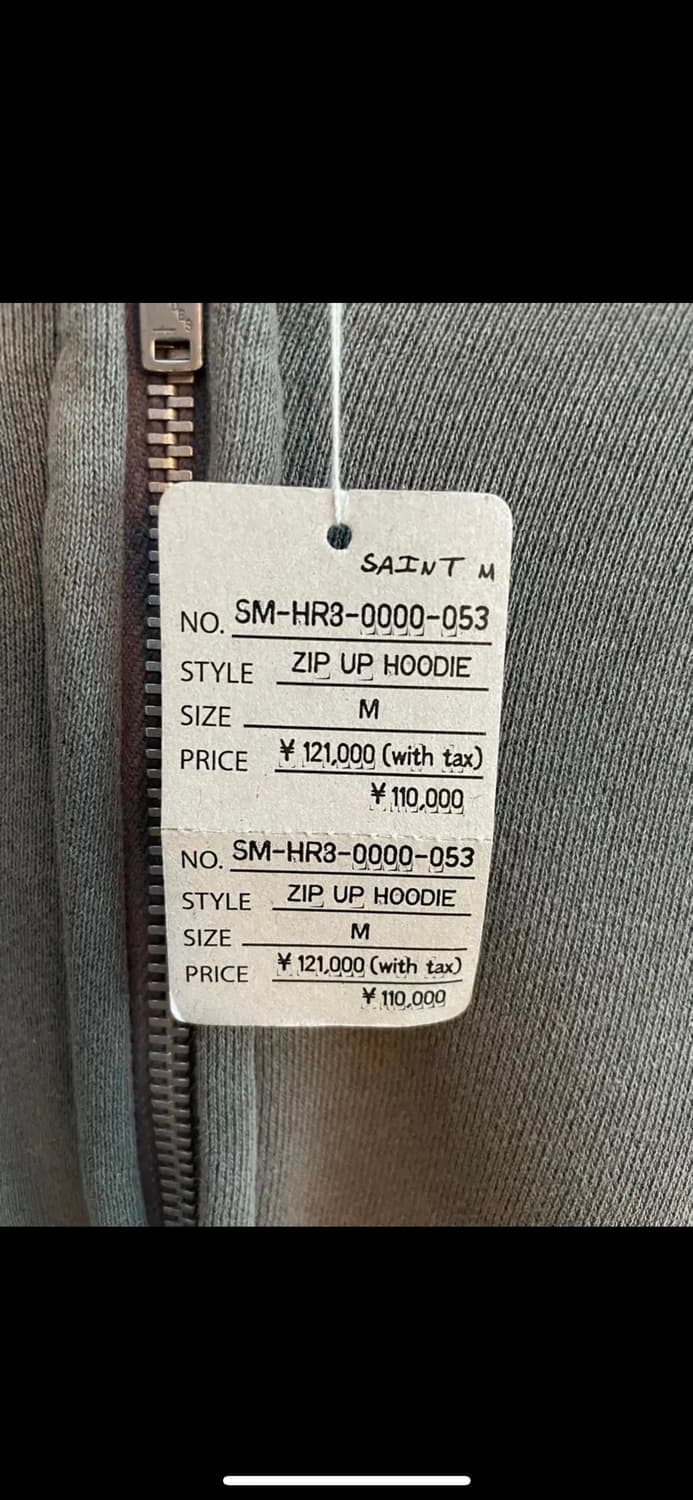 SAINT M
NO. SM-HR3-0000-053
STYLE ZIP UP HOODIE
SIZE M
PRICE ¥ 121,000 (with tax)
¥ 110,000
NO. SM-HR3-0000-053
STYLE ZIP UP HOODIE
SIZE M
PRICE ¥ 121,000 (with tax)
¥ 110,000